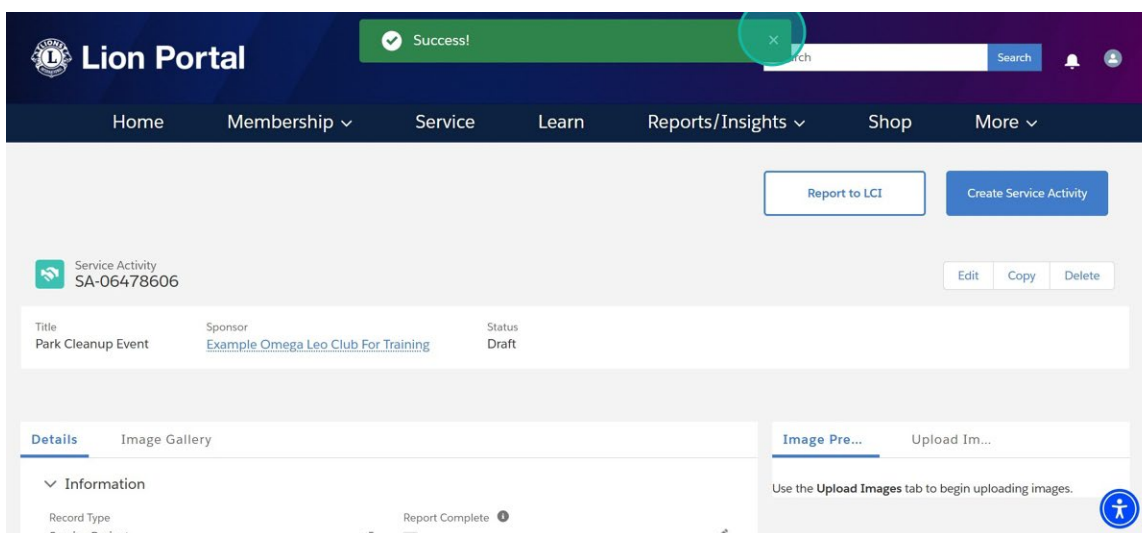 Success!
Lion Portal
Search
Home Membership Service Learn Reports/Insights Shop More
Report to LCI
Create Service Activity
Service Activity
SA-06478606
Edit Copy Delete
Title Sponsor Status
Park Cleanup Event Example Omega Leo Club For Training Draft
Details Image Gallery
Image Pre... Upload Im...
Information
Use the Upload Images tab to begin uploading images.
Record Type Report Complete